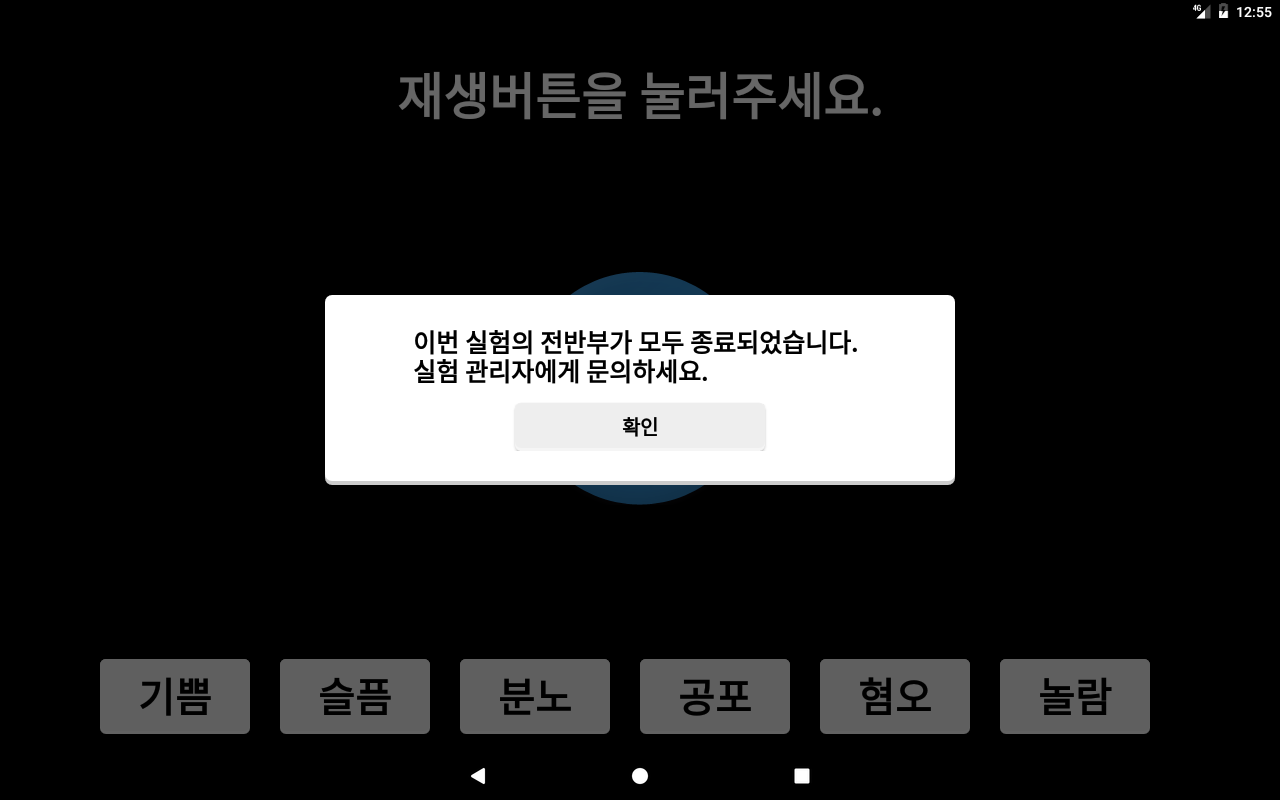 4G 12:55
재생버튼을 눌러주세요.
이번 실험의 전반부가 모두 종료되었습니다.
실험 관리자에게 문의하세요.
확인
기쁨 슬픔 분노 공포 혐오 놀람